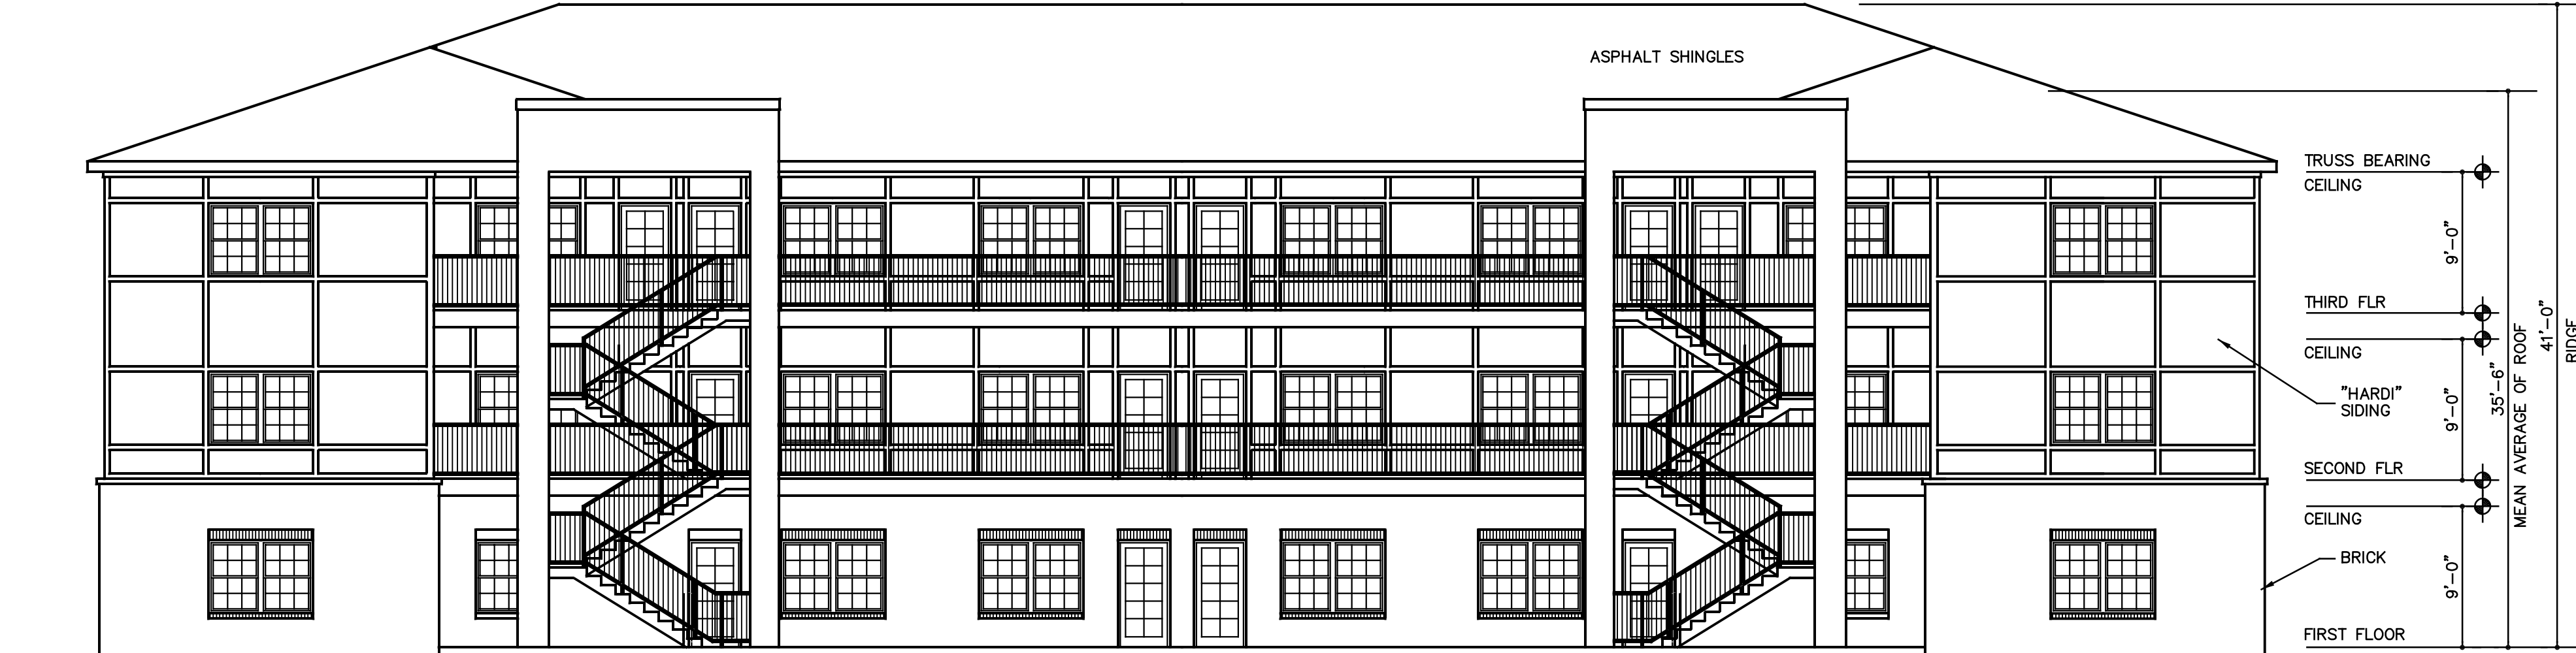 ASPHALT SHINGLES
TRUSS BEARING
CEILING
9'-0"
THIRD FLR
CEILING
"HARDI"
SIDING
9'-0"
SECOND FLR
CEILING
BRICK
9'-0"
FIRST FLOOR
35'-6"
MEAN AVERAGE OF ROOF
41'-0"
RIDGE